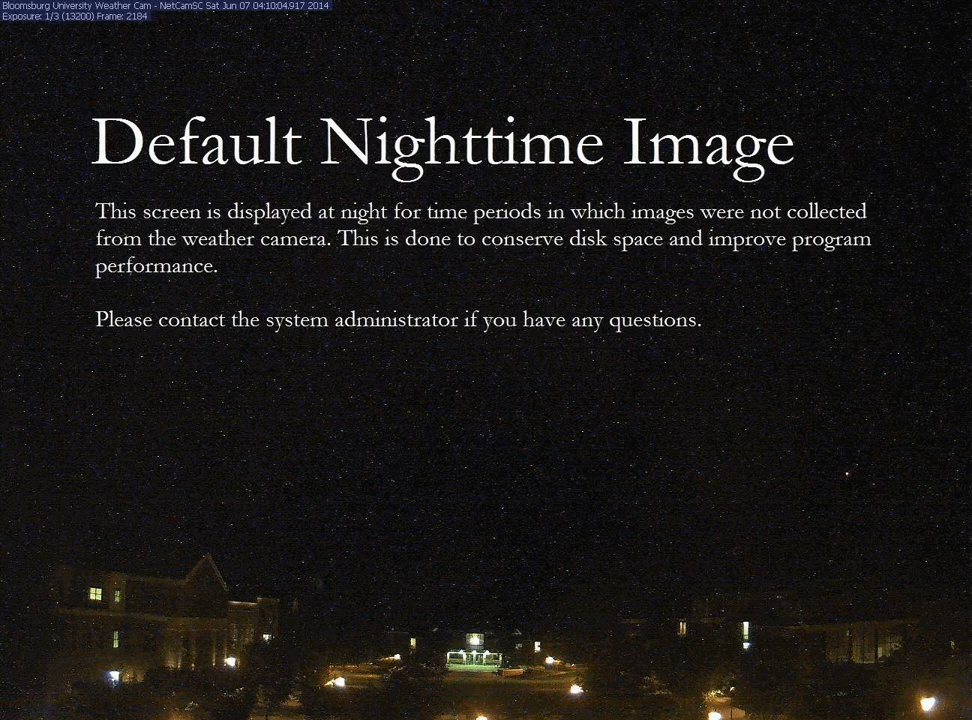 Bloomsburg University Weather Cam - NetCamSC Sat Jun 07 04:10:04.917 2014
Exposure: 1/3 (13200) Frame: 2184
Default Nighttime Image
This screen is displayed at night for time periods in which images were not collected
from the weather camera. This is done to conserve disk space and improve program
performance.
Please contact the system administrator if you have any questions.